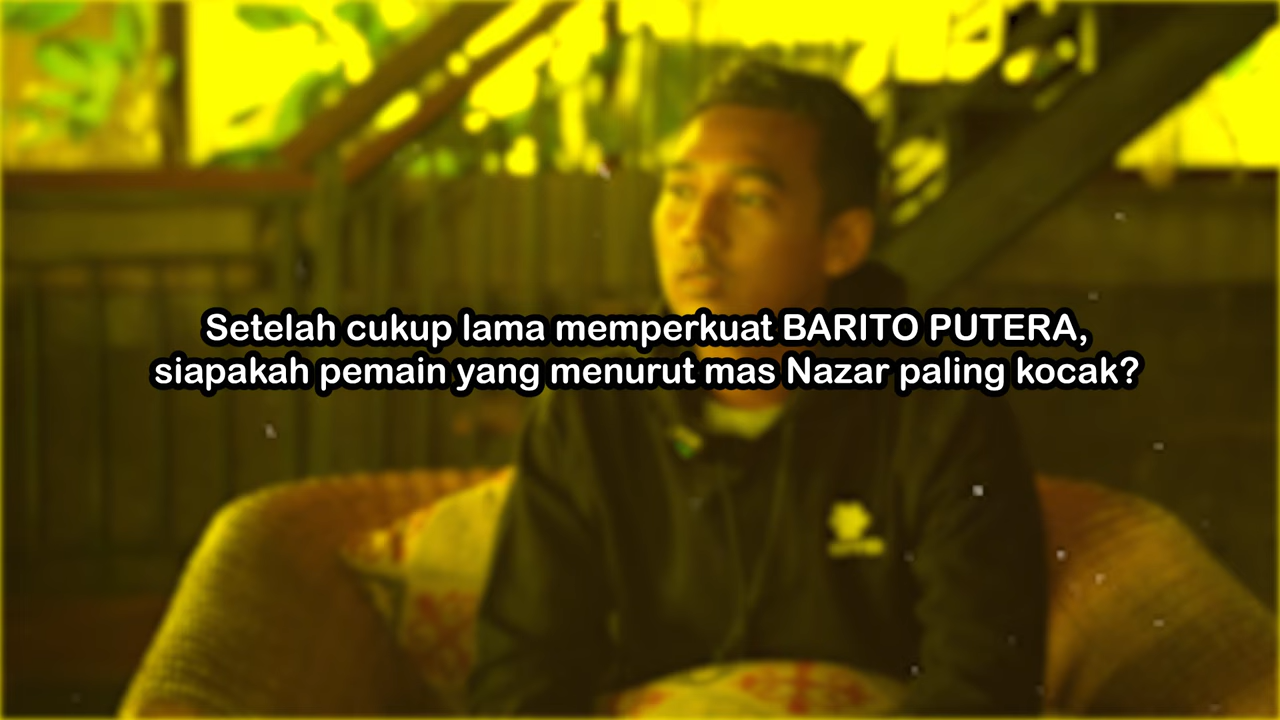 Setelah cukup lama memperkuat BARITO PUTERA,
siapakah pemain yang menurut mas Nazar paling kocak?